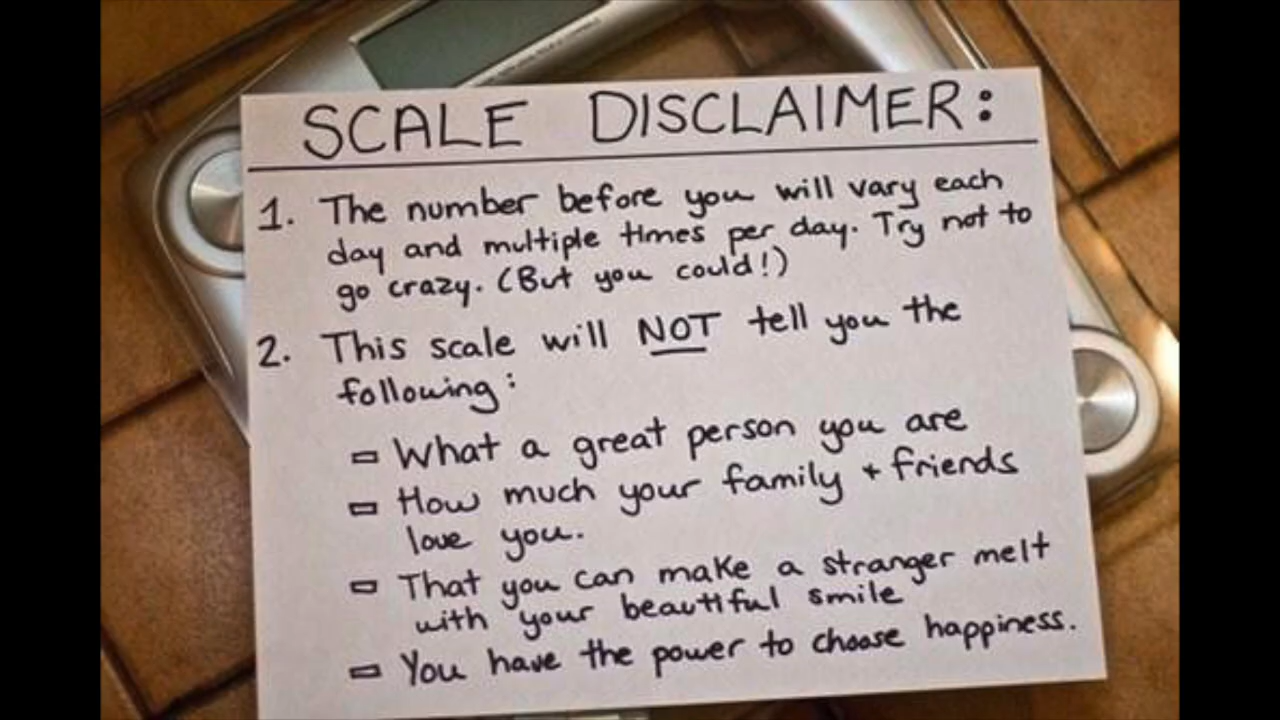 SCALE DISCLAIMER:
1. The number before you will vary each
day and multiple times per day. Try not to
go crazy. (But you could!)
2. This scale will NOT tell you the
following:
▭ What a great person you are
▭ How much your family + friends
love you.
▭ That you can make a stranger melt
with your beautiful smile
▭ You have the power to choose happiness.